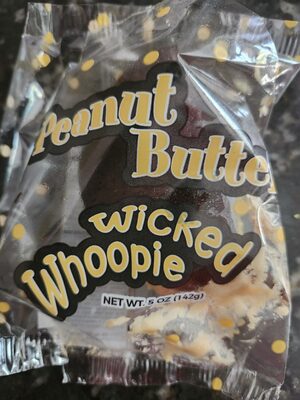 Peanut
Butte
Wicked
Whoopie
NET WT. 5 OZ (142g)